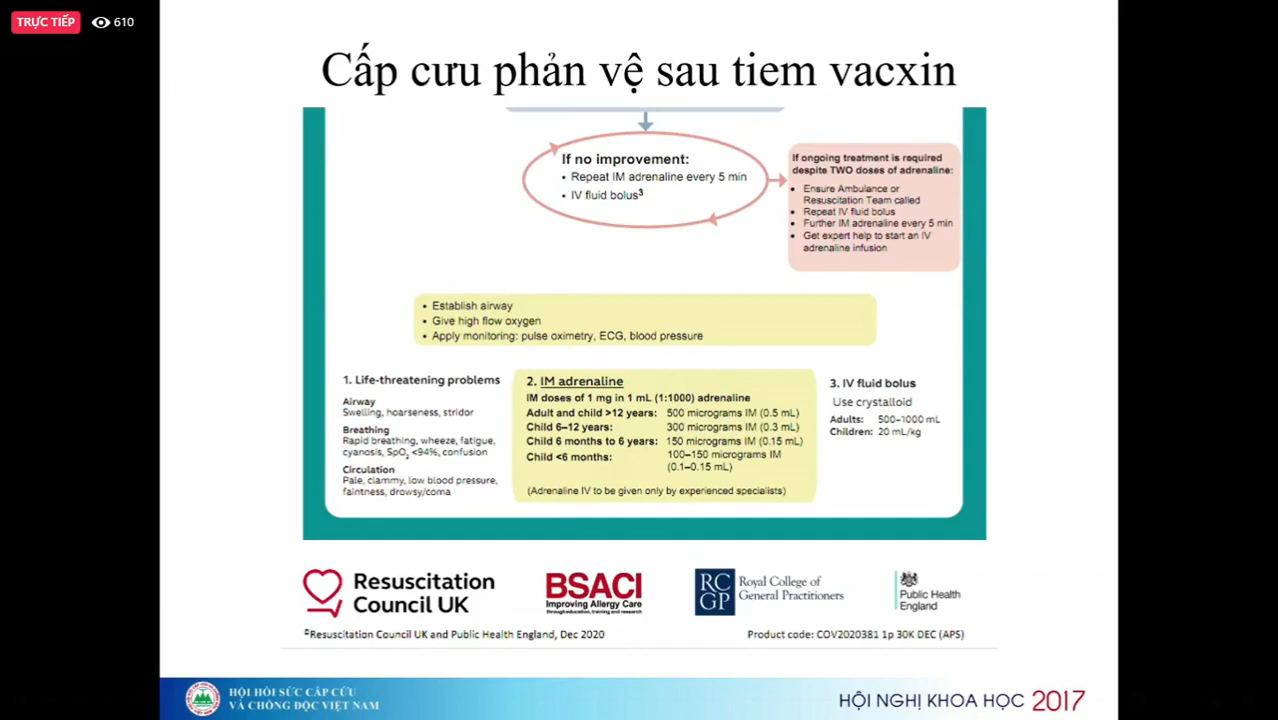 TRỰC TIẾP
610
Cấp cưu phản vệ sau tiem vacxin
If no improvement:
• Repeat IM adrenaline every 5 min
• IV fluid bolus³
If ongoing treatment is required
despite TWO doses of adrenaline:
• Ensure Ambulance or
Resuscitation Team called
• Repeat IV fluid bolus
• Further IM adrenaline every 5 min
• Get expert help to start an IV
adrenaline infusion
• Establish airway
• Give high flow oxygen
• Apply monitoring: pulse oximetry, ECG, blood pressure
1. Life-threatening problems
Airway
Swelling, hoarseness, stridor
Breathing
Rapid breathing, wheeze, fatigue,
cyanosis, SpO₂ <94%, confusion
Circulation
Pale, clammy, low blood pressure,
faintness, drowsy/coma
2. IM adrenaline
IM doses of 1 mg in 1 mL (1:1000) adrenaline
Adult and child >12 years: 500 micrograms IM (0.5 mL)
Child 6–12 years: 300 micrograms IM (0.3 mL)
Child 6 months to 6 years: 150 micrograms IM (0.15 mL)
Child <6 months: 100–150 micrograms IM
(0.1–0.15 mL)
(Adrenaline IV to be given only by experienced specialists)
3. IV fluid bolus
Use crystalloid
Adults: 500–1000 mL
Children: 20 mL/kg
Resuscitation
Council UK
BSACI
Improving Allergy Care
through education, training and research
RC
GP
Royal College of
General Practitioners
Public Health
England
©Resuscitation Council UK and Public Health England, Dec 2020
Product code: COV2020381 1p 30K DEC (APS)
HỘI HỒI SỨC CẤP CỨU
VÀ CHỐNG ĐỘC VIỆT NAM
HỘI NGHỊ KHOA HỌC 2017